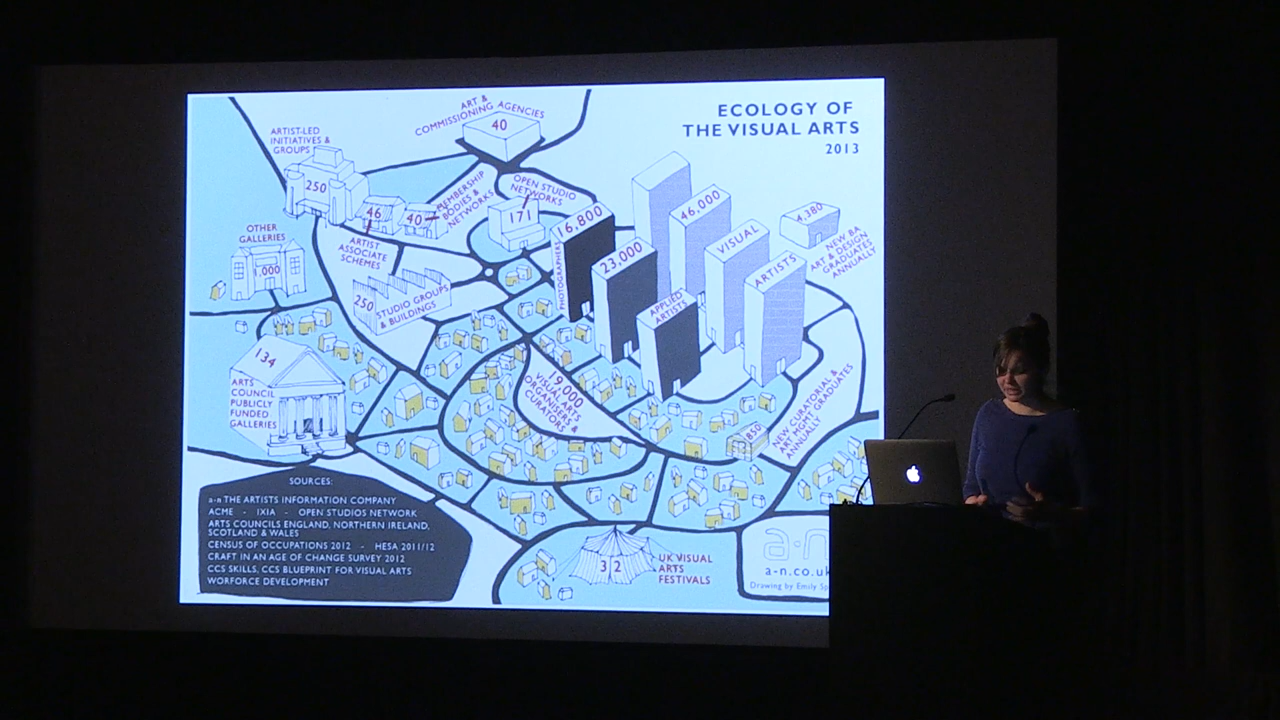 ECOLOGY OF
THE VISUAL ARTS
2013
ART &
COMMISSIONING AGENCIES
40
ARTIST-LED
INITIATIVES &
GROUPS
250
46
ARTIST
ASSOCIATE
SCHEMES
40
MEMBERSHIP
BODIES &
NETWORKS
OPEN STUDIO
NETWORKS
171
16,800
PHOTOGRAPHERS
23,000
APPLIED
ARTISTS
46,000
VISUAL
ARTISTS
4,380
NEW BA
ART & DESIGN
GRADUATES
ANNUALLY
OTHER
GALLERIES
1,000
250
STUDIO GROUPS
& BUILDINGS
134
ARTS
COUNCIL
PUBLICLY
FUNDED
GALLERIES
19,000
VISUAL ARTS
ORGANISERS &
CURATORS
850
NEW CURATORIAL &
ART MGMT GRADUATES
ANNUALLY
SOURCES:
a-n THE ARTISTS INFORMATION COMPANY
ACME - IXIA - OPEN STUDIOS NETWORK
ARTS COUNCILS ENGLAND, NORTHERN IRELAND,
SCOTLAND & WALES
CENSUS OF OCCUPATIONS 2012 - HESA 2011/12
CRAFT IN AN AGE OF CHANGE SURVEY 2012
CCS SKILLS, CCS BLUEPRINT FOR VISUAL ARTS
WORFORCE DEVELOPMENT
32
UK VISUAL
ARTS
FESTIVALS
a-n
a-n.co.uk
Drawing by Emily